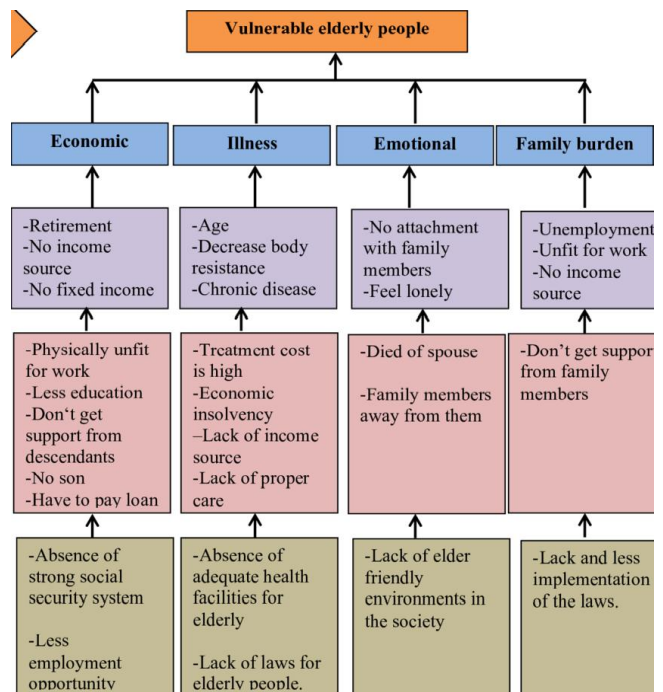 Vulnerable elderly people
Economic
Illness
Emotional
Family burden
-Retirement
-No income
source
-No fixed income
-Age
-Decrease body
resistance
-Chronic disease
-No attachment
with family
members
-Feel lonely
-Unemployment
-Unfit for work
-No income
source
-Physically unfit
for work
-Less education
-Don‘t get
support from
descendants
-No son
-Have to pay loan
-Treatment cost
is high
-Economic
insolvency
–Lack of income
source
-Lack of proper
care
-Died of spouse
-Family members
away from them
-Don’t get support
from family
members
-Absence of
strong social
security system
-Less
employment
opportunity
-Absence of
adequate health
facilities for
elderly
-Lack of laws for
elderly people.
-Lack of elder
friendly
environments in
the society
-Lack and less
implementation
of the laws.